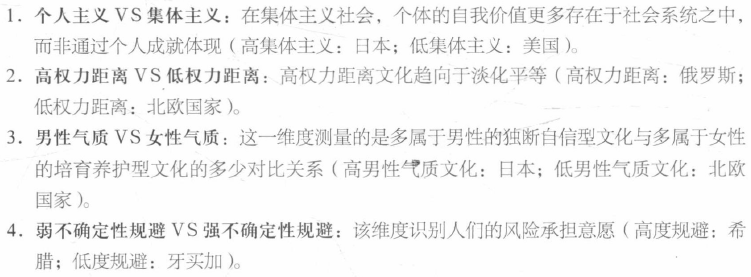 1. 个人主义 VS 集体主义：在集体主义社会，个体的自我价值更多存在于社会系统之中，
而非通过个人成就体现（高集体主义：日本；低集体主义：美国）。
2. 高权力距离 VS 低权力距离：高权力距离文化趋向于淡化平等（高权力距离：俄罗斯；
低权力距离：北欧国家）。
3. 男性气质 VS 女性气质：这一维度测量的是多属于男性的独断自信型文化与多属于女性
的培育养护型文化的多少对比关系（高男性气质文化：日本；低男性气质文化：北欧
国家）。
4. 弱不确定性规避 VS 强不确定性规避：该维度识别人们的风险承担意愿（高度规避：希
腊；低度规避：牙买加）。